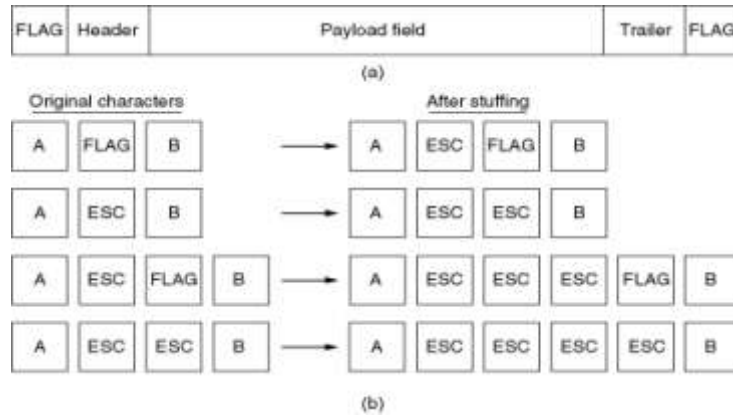 FLAG Header Payload field Trailer FLAG
(a)
Original characters After stuffing
A FLAG B A ESC FLAG B
A ESC B A ESC ESC B
A ESC FLAG B A ESC ESC ESC FLAG B
A ESC ESC B A ESC ESC ESC ESC B
(b)